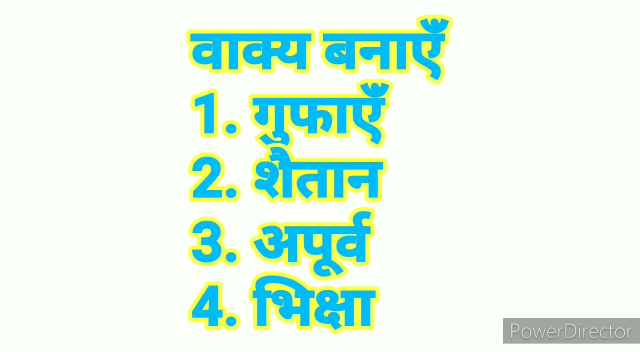 वाक्य बनाएँ
1. गुफाएँ
2. शैतान
3. अपूर्व
4. भिक्षा
PowerDirector